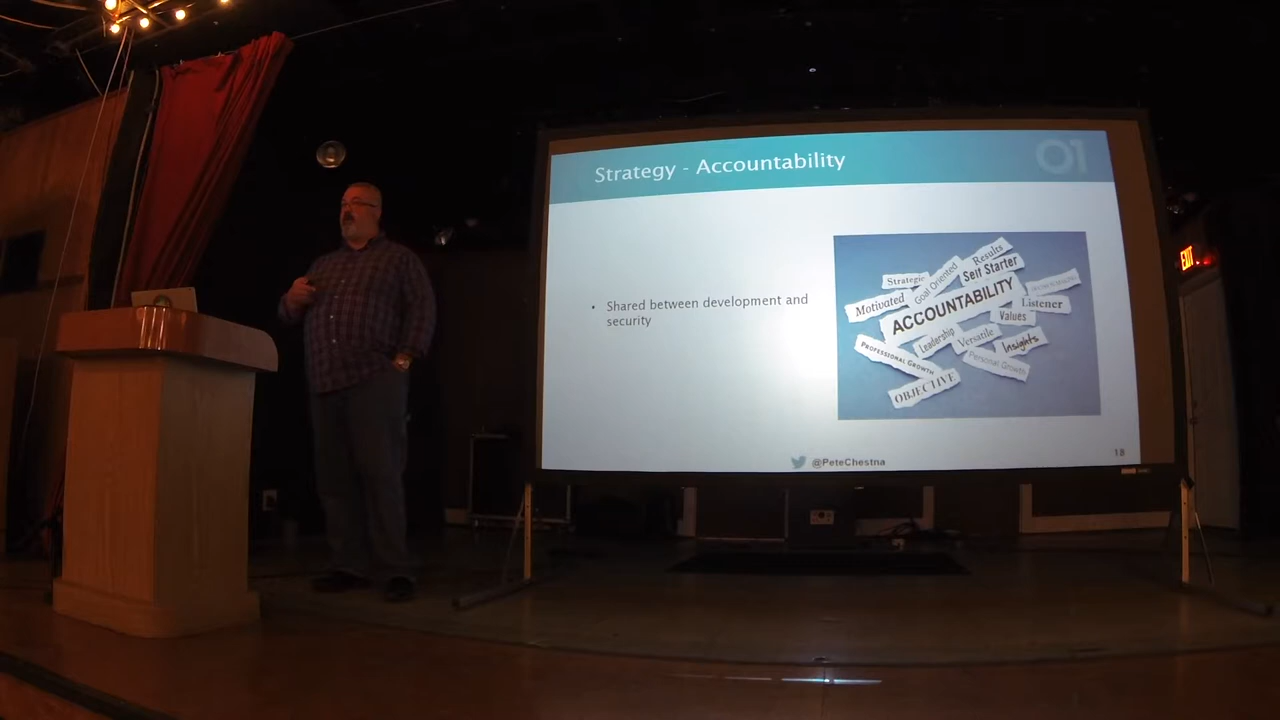 Strategy - Accountability
01
• Shared between development and
security
Results
Strategic
Goal Oriented
Self Starter
Motivated
ACCOUNTABILITY
Listener
Values
Leadership
Versatile
Insights
PROFESSIONAL GROWTH
Personal Growth
OBJECTIVE
@PeteChestna
18
EXIT